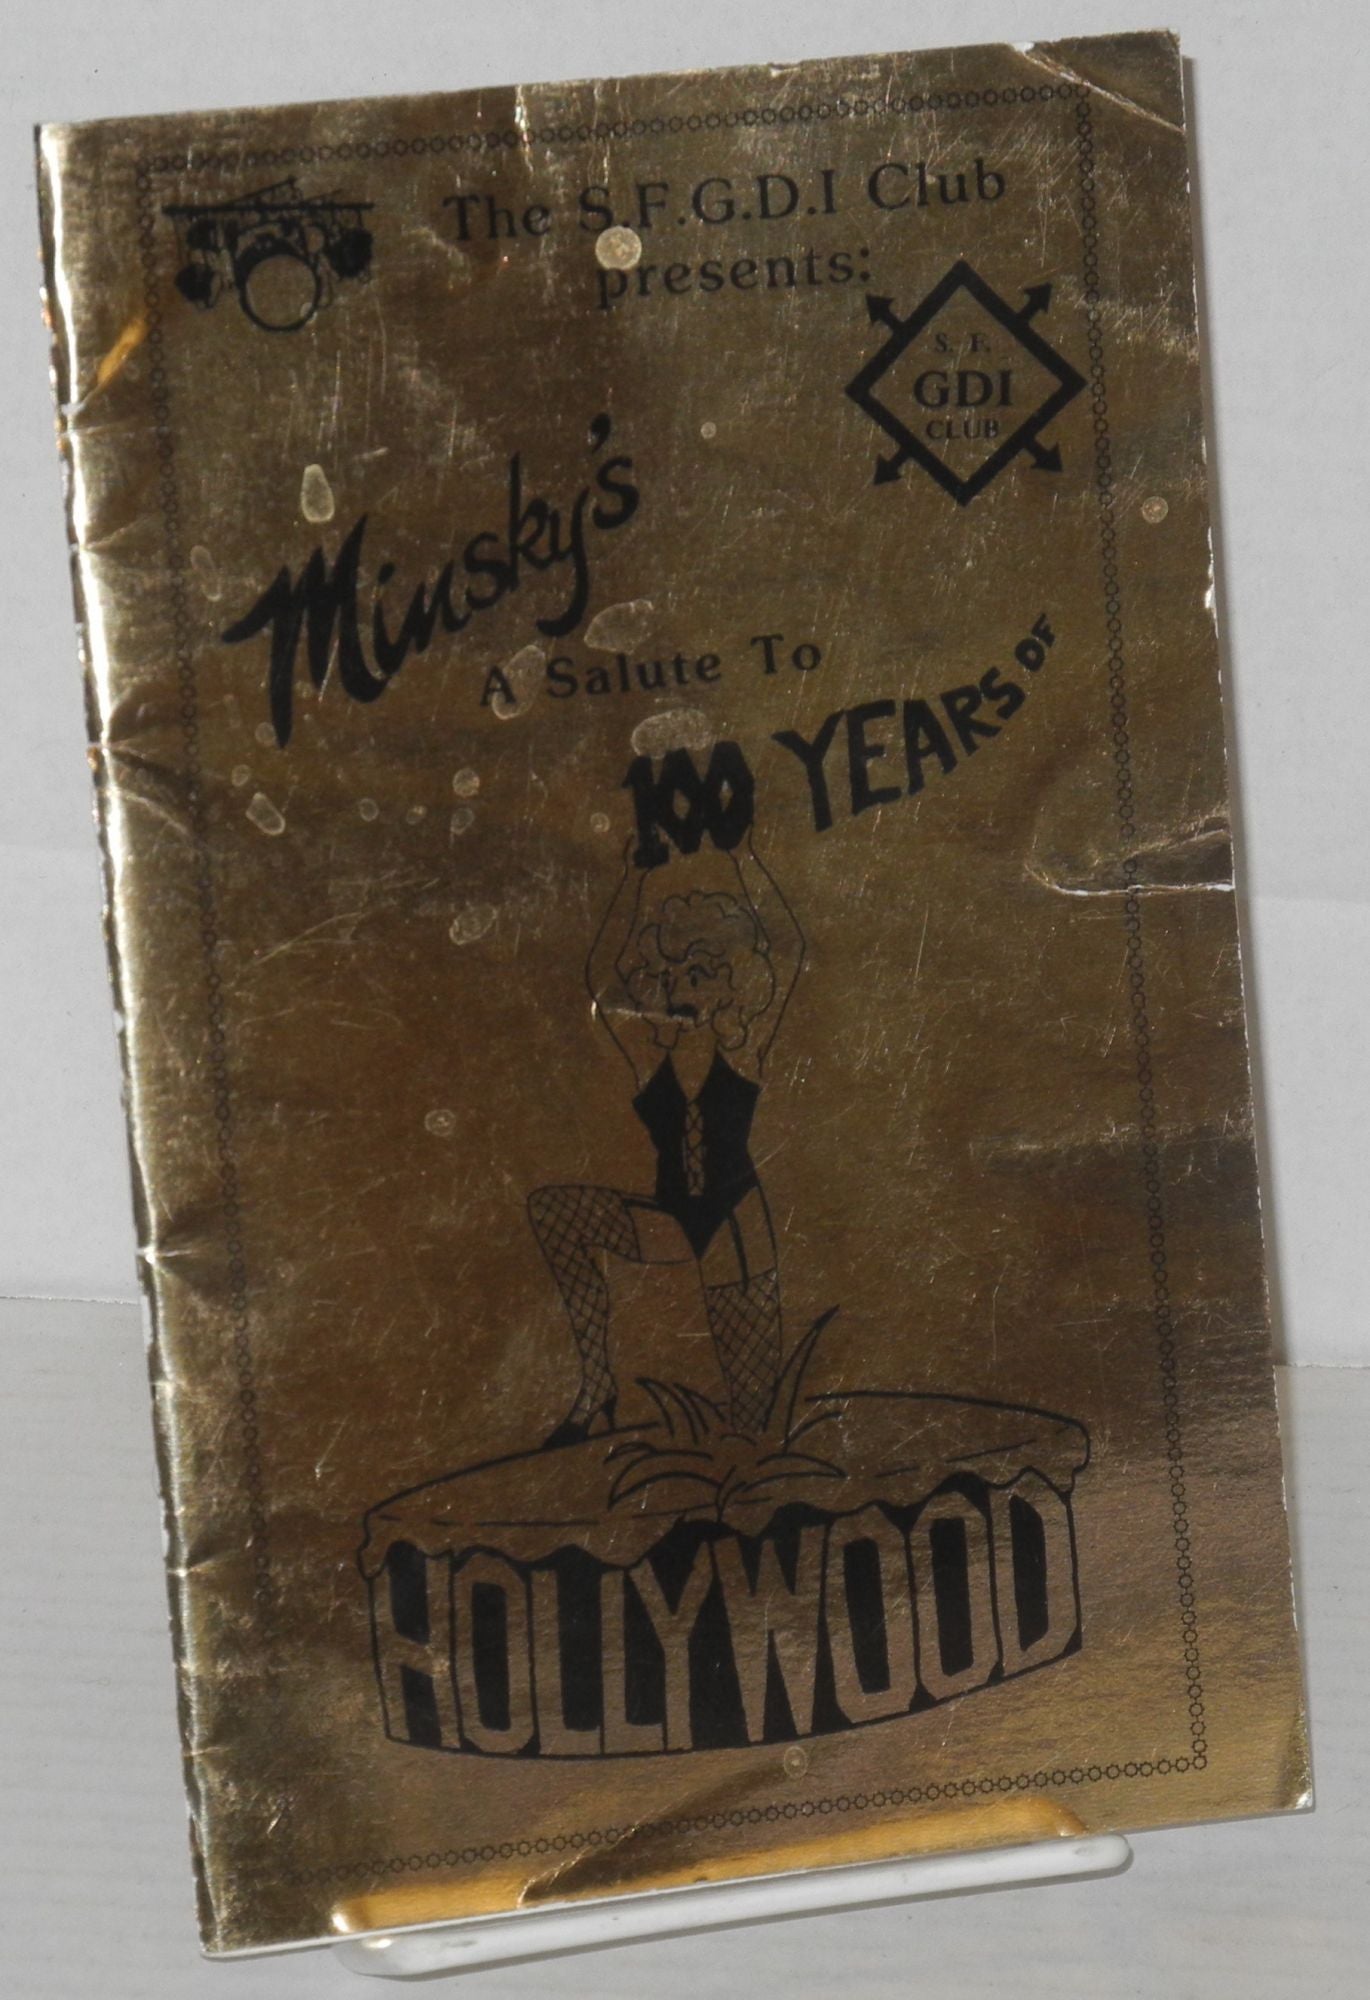 The S.F.G.D.I Club
presents:
S. F.
GDI
CLUB
Minsky's
A Salute To
100 YEARS OF
HOLLYWOOD